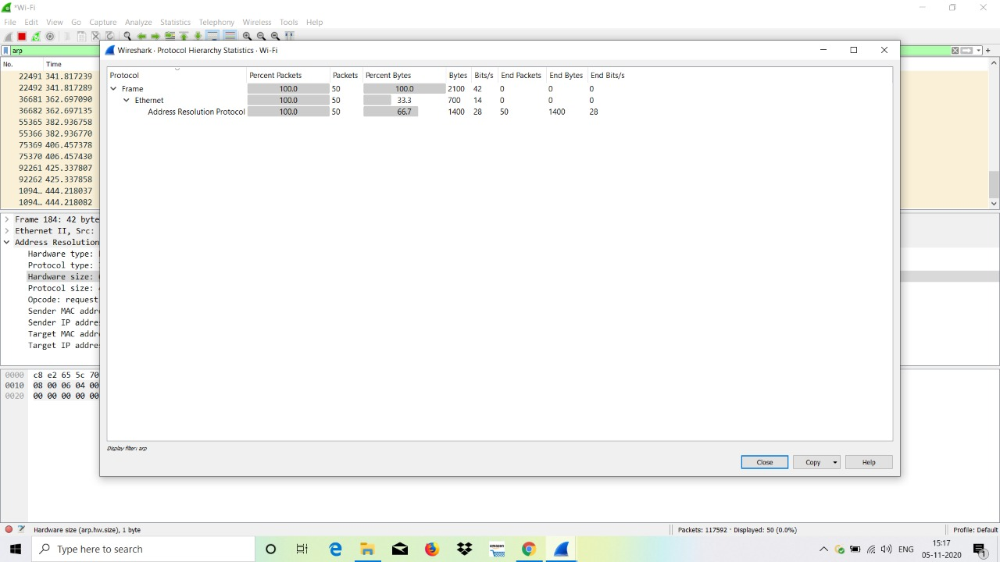 *Wi-Fi
File Edit View Go Capture Analyze Statistics Telephony Wireless Tools Help
arp
Wireshark · Protocol Hierarchy Statistics · Wi-Fi
No. Time
22491 341.817239
22492 341.817289
36681 362.697090
36682 362.697135
55365 382.936758
55366 382.936770
75369 406.457378
75370 406.457430
92261 425.337807
92262 425.337858
1094… 444.218037
1094… 444.218082
Protocol Percent Packets Packets Percent Bytes Bytes Bits/s End Packets End Bytes End Bits/s
Frame 100.0 50 100.0 2100 42 0 0 0
Ethernet 100.0 50 33.3 700 14 0 0 0
Address Resolution Protocol 100.0 50 66.7 1400 28 50 1400 28
Frame 184: 42 byte
Ethernet II, Src:
Address Resolution
Hardware type:
Protocol type:
Hardware size:
Protocol size:
Opcode: request
Sender MAC addre
Sender IP addre
Target MAC addre
Target IP addre
0000 c8 e2 65 5c 70
0010 08 00 06 04 00
0020 00 00 00 00 00
Display filter: arp
Close Copy Help
Hardware size (arp.hw.size), 1 byte
Packets: 117592 · Displayed: 50 (0.0%)
Profile: Default
Type here to search
amazon
ENG
15:17
05-11-2020
1